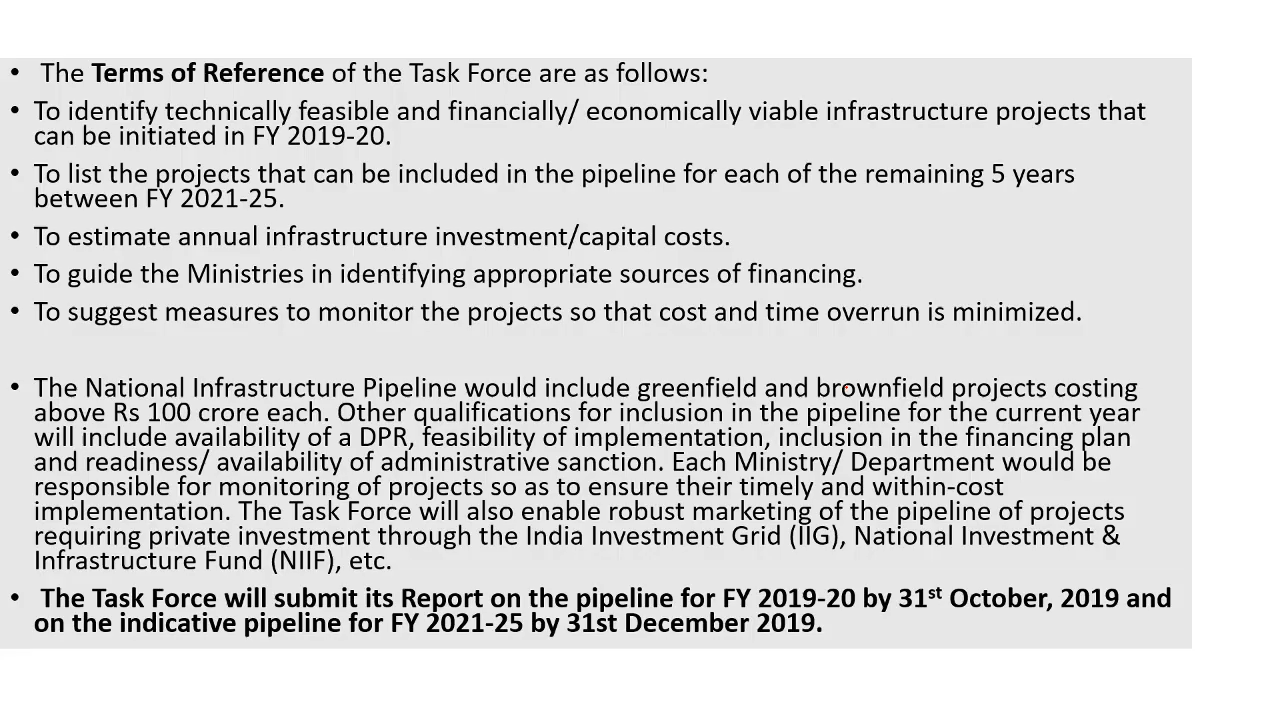 • The Terms of Reference of the Task Force are as follows:
• To identify technically feasible and financially/ economically viable infrastructure projects that
can be initiated in FY 2019-20.
• To list the projects that can be included in the pipeline for each of the remaining 5 years
between FY 2021-25.
• To estimate annual infrastructure investment/capital costs.
• To guide the Ministries in identifying appropriate sources of financing.
• To suggest measures to monitor the projects so that cost and time overrun is minimized.
• The National Infrastructure Pipeline would include greenfield and brownfield projects costing
above Rs 100 crore each. Other qualifications for inclusion in the pipeline for the current year
will include availability of a DPR, feasibility of implementation, inclusion in the financing plan
and readiness/ availability of administrative sanction. Each Ministry/ Department would be
responsible for monitoring of projects so as to ensure their timely and within-cost
implementation. The Task Force will also enable robust marketing of the pipeline of projects
requiring private investment through the India Investment Grid (IIG), National Investment &
Infrastructure Fund (NIIF), etc.
• The Task Force will submit its Report on the pipeline for FY 2019-20 by 31st October, 2019 and
on the indicative pipeline for FY 2021-25 by 31st December 2019.